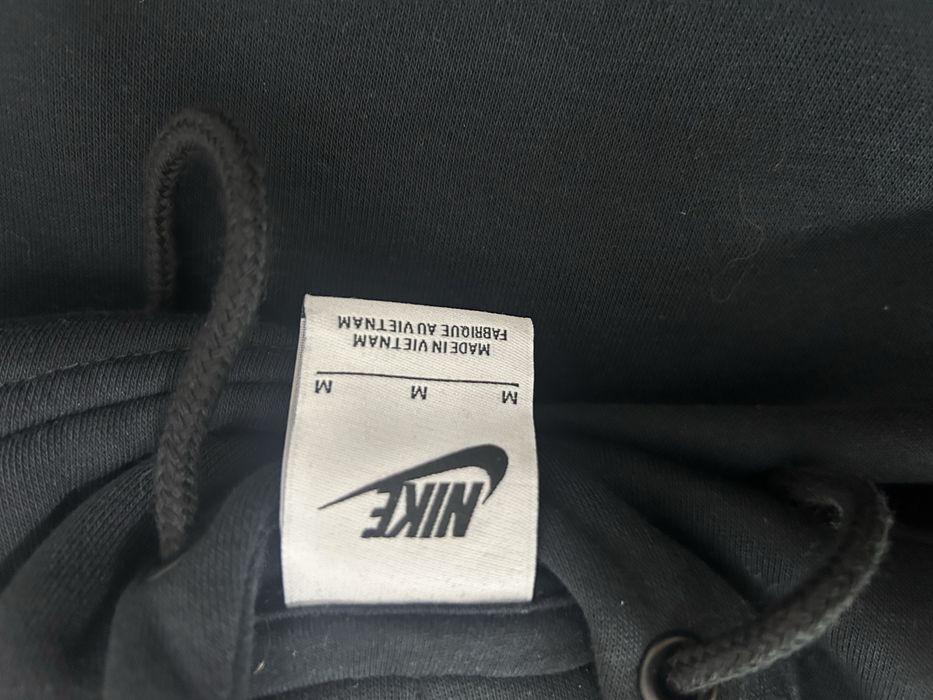 NIKE
M M M
MADE IN VIETNAM
FABRIQUE AU VIETNAM